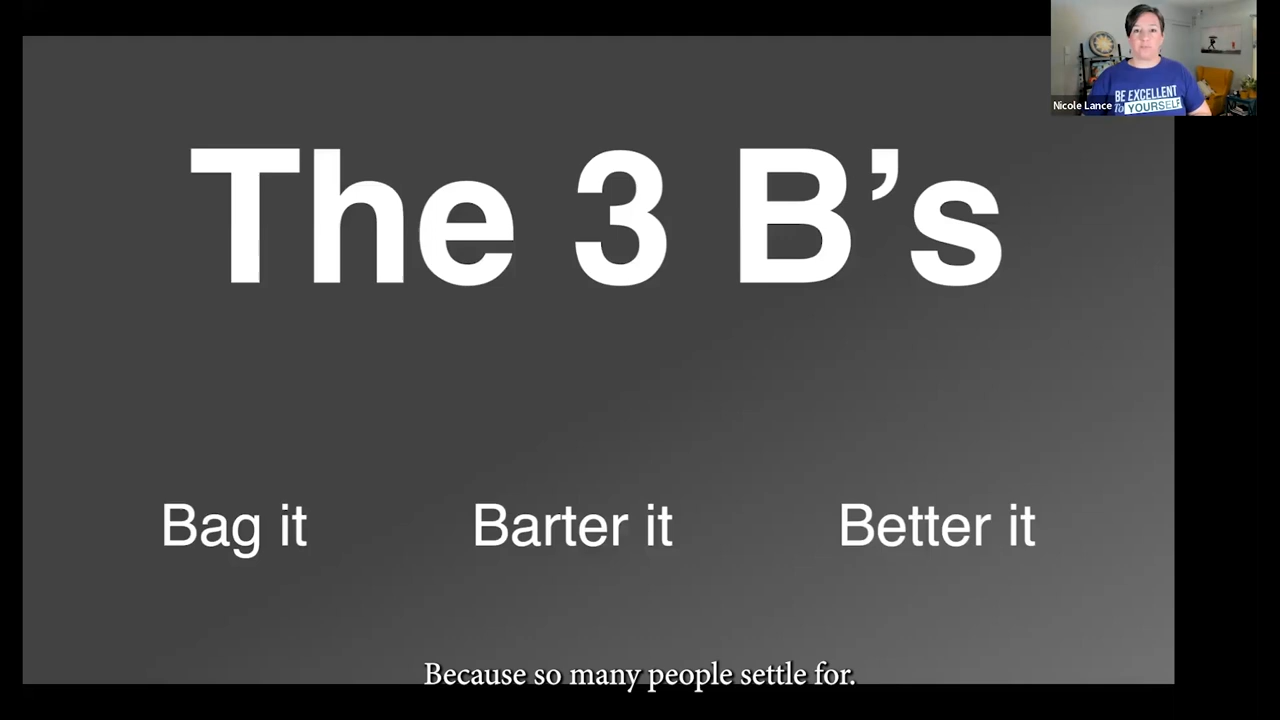 BE EXCELLENT
TO YOURSELF
Nicole Lance
The 3 B’s
Bag it
Barter it
Better it
Because so many people settle for.